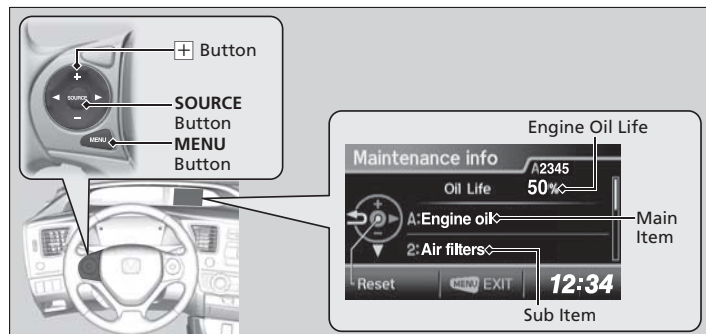 + Button
SOURCE
Button
MENU
Button
+
SOURCE
−
MENU
Engine Oil Life
Maintenance info
A2345
Oil Life 50%
A:Engine oil
2:Air filters
Reset
MENU EXIT
12:34
Main
Item
Sub Item